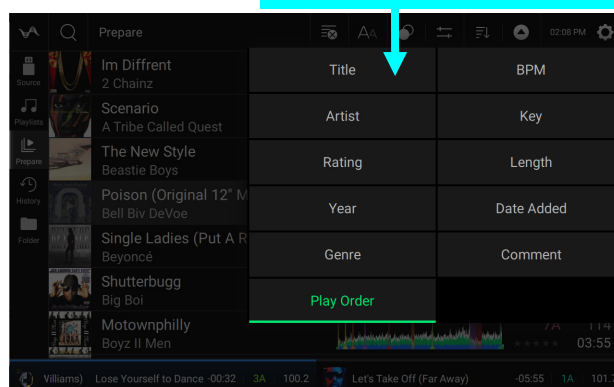 Prepare
AA
02:08 PM
Source
Playlists
Prepare
History
Folder
Im Diffrent
2 Chainz
Scenario
A Tribe Called Quest
The New Style
Beastie Boys
Poison (Original 12" M
Bell Biv DeVoe
Single Ladies (Put A R
Beyoncé
Shutterbugg
Big Boi
Motownphilly
Boyz II Men
Title
BPM
Artist
Key
Rating
Length
Year
Date Added
Genre
Comment
Play Order
7A 114
03:55
Villiams) Lose Yourself to Dance -00:32 3A 100.2
Let's Take Off (Far Away) -05:55 1A 101